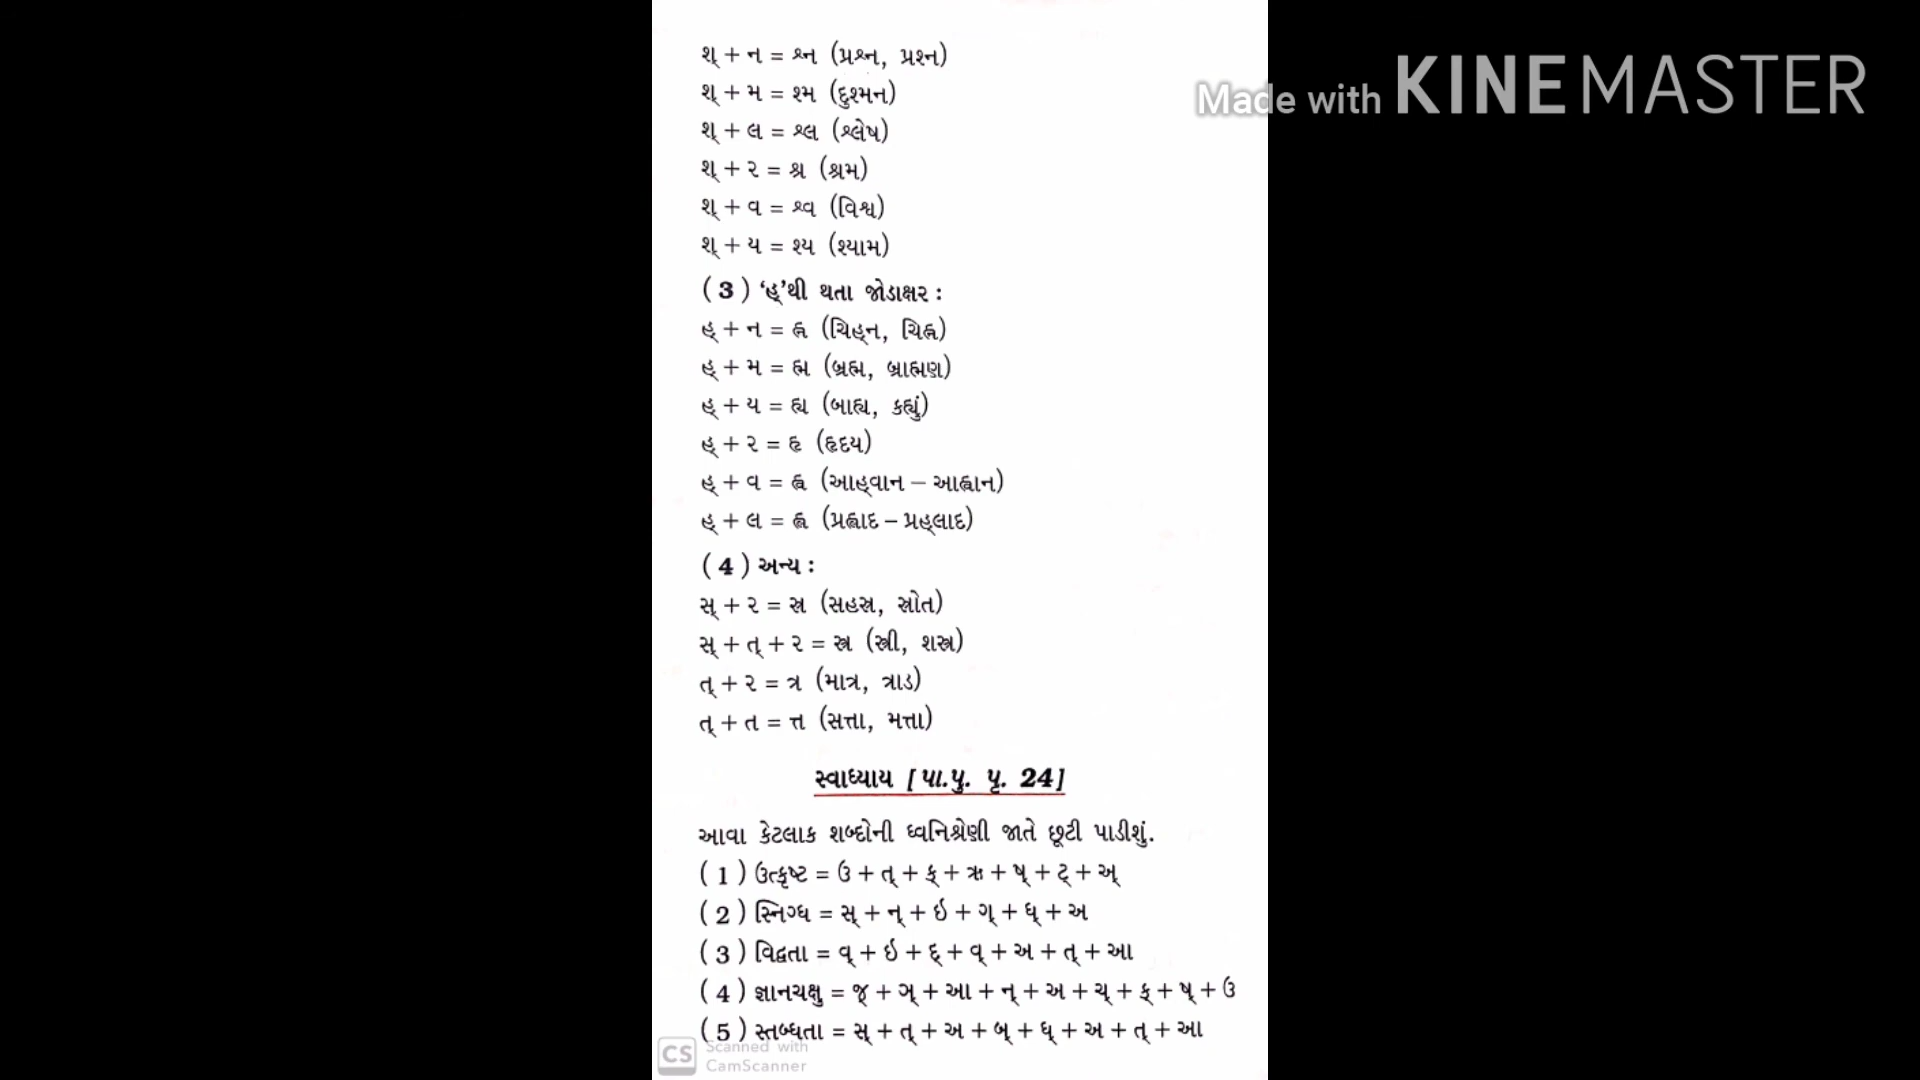 શ્ + ન = શ્ન (પ્રશ્ન, પ્રશ્ન)
શ્ + મ = શ્મ (દુશ્મન)
શ્ + લ = શ્લ (શ્લેષ)
શ્ + ર = શ્ર (શ્રમ)
શ્ + વ = શ્વ (વિશ્વ)
શ્ + ય = શ્ય (શ્યામ)
( 3 ) ‘હ્’થી થતા જોડાક્ષર :
હ્ + ન = હ્ન (ચિહ્‌ન, ચિહ્ન)
હ્ + મ = હ્મ (બ્રહ્મ, બ્રાહ્મણ)
હ્ + ય = હ્ય (બાહ્ય, કહ્યું)
હ્ + ર = હૃ (હૃદય)
હ્ + વ = હ્વ (આહ્‌વાન – આહ્વાન)
હ્ + લ = હ્લ (પ્રહ્લાદ – પ્રહ્‌લાદ)
( 4 ) અન્ય :
સ્ + ર = સ્ર (સહસ્ર, સ્રોત)
સ્ + ત્ + ર = સ્ત્ર (સ્ત્રી, શસ્ત્ર)
ત્ + ર = ત્ર (માત્ર, ત્રાડ)
ત્ + ત = ત્ત (સત્તા, મત્તા)
સ્વાધ્યાય [પા.પુ. પૃ. 24]
આવા કેટલાક શબ્દોની ધ્વનિશ્રેણી જાતે છૂટી પાડીશું.
( 1 ) ઉત્કૃષ્ટ = ઉ + ત્ + ક્ + ઋ + ષ્ + ટ્ + અ્
( 2 ) સ્નિગ્ધ = સ્ + ન્ + ઇ + ગ્ + ધ્ + અ
( 3 ) વિદ્વતા = વ્ + ઇ + દ્ + વ્ + અ + ત્ + આ
( 4 ) જ્ઞાનચક્ષુ = જ્ + ઞ્ + આ + ન્ + અ + ચ્ + ક્ + ષ્ + ઉ
( 5 ) સ્તબ્ધતા = સ્ + ત્ + અ + બ્ + ધ્ + અ + ત્ + આ
CS Scanned with
CamScanner
Made with KINEMASTER